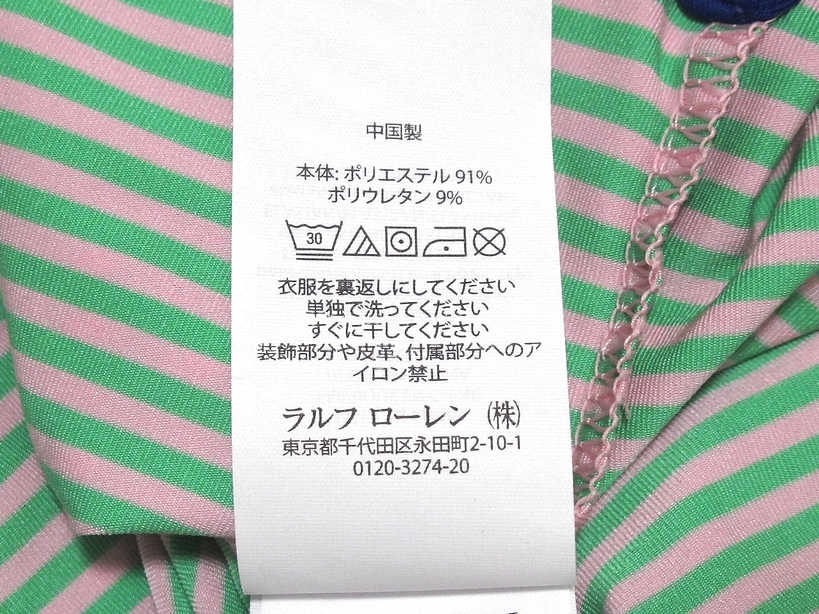 中国製
本体: ポリエステル 91%
ポリウレタン 9%
30
衣服を裏返しにしてください
単独で洗ってください
すぐに干してください
装飾部分や皮革､付属部分へのア
イロン禁止
ラルフ ローレン ㈱
東京都千代田区永田町2-10-1
0120-3274-20